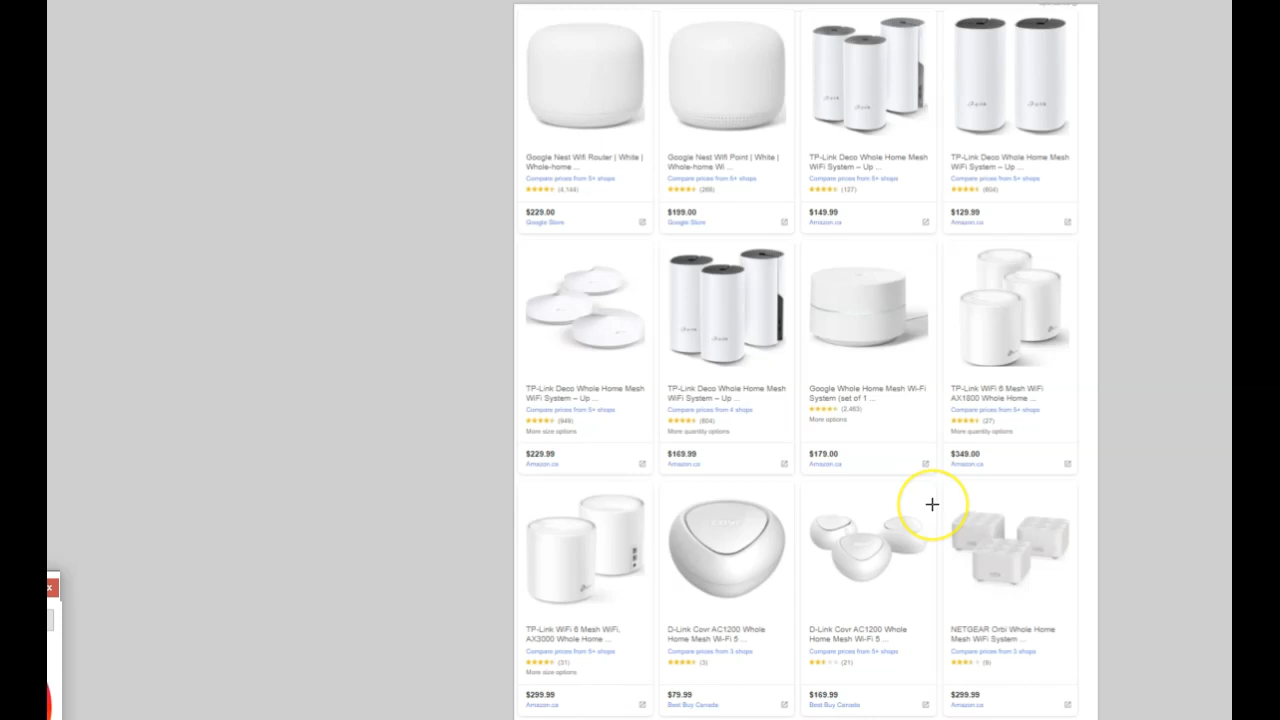 Google Nest Wifi Router | White |
Whole-home ...
Compare prices from 5+ shops
(4,144)
$229.00
Google Store
Google Nest Wifi Point | White |
Whole-home Wi ...
Compare prices from 5+ shops
$199.00
Google Store
TP-Link Deco Whole Home Mesh
WiFi System – Up ...
Compare prices from 5+ shops
(127)
$149.99
Amazon.ca
TP-Link Deco Whole Home Mesh
WiFi System – Up ...
Compare prices from 5+ shops
(604)
$129.99
Amazon.ca
TP-Link Deco Whole Home Mesh
WiFi System – Up ...
Compare prices from 5+ shops
(949)
More size options
$229.99
Amazon.ca
TP-Link Deco Whole Home Mesh
WiFi System – Up ...
Compare prices from 4 shops
(604)
More quantity options
$169.99
Amazon.ca
Google Whole Home Mesh Wi-Fi
System (set of 1 ...
(2,463)
More options
$179.00
Amazon.ca
TP-Link WiFi 6 Mesh WiFi
AX1800 Whole Home ...
Compare prices from 5+ shops
(27)
More quantity options
$349.00
Amazon.ca
TP-Link WiFi 6 Mesh WiFi,
AX3000 Whole Home ...
Compare prices from 5+ shops
(31)
More size options
$299.99
Amazon.ca
COVR
D-Link Covr AC1200 Whole
Home Mesh Wi-Fi 5 ...
Compare prices from 3 shops
(3)
$79.99
Best Buy Canada
D-Link Covr AC1200 Whole
Home Mesh Wi-Fi 5 ...
Compare prices from 5+ shops
(21)
$169.99
Best Buy Canada
NETGEAR Orbi Whole Home
Mesh WiFi System ...
Compare prices from 3 shops
(9)
$299.99
Amazon.ca